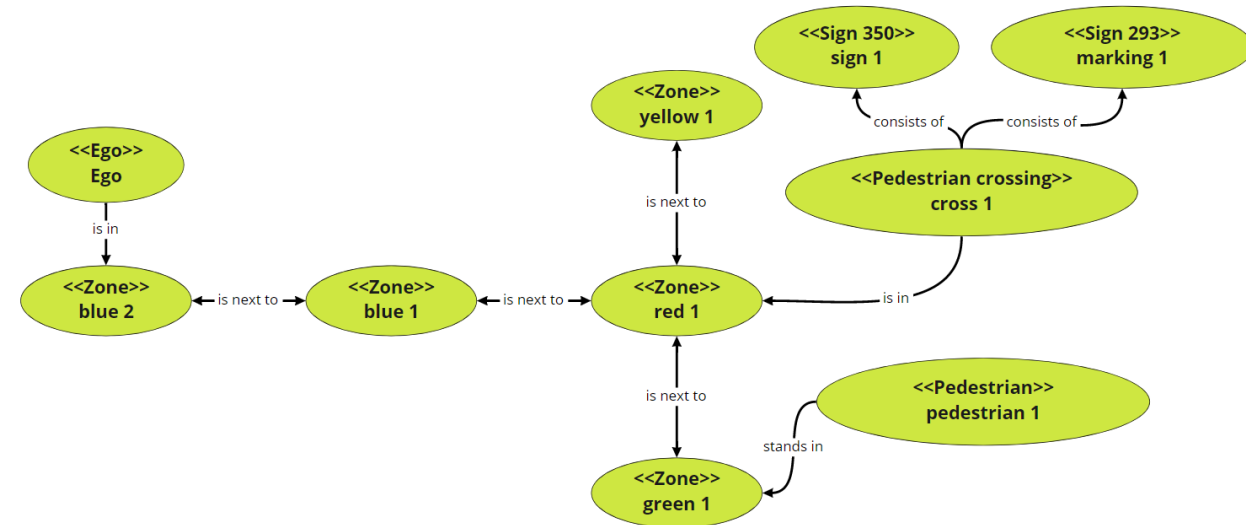 <<Sign 350>>
sign 1
<<Sign 293>>
marking 1
<<Zone>>
yellow 1
consists of
consists of
<<Ego>>
Ego
<<Pedestrian crossing>>
cross 1
is next to
is in
<<Zone>>
blue 2
is next to
<<Zone>>
blue 1
is next to
<<Zone>>
red 1
is in
is next to
<<Pedestrian>>
pedestrian 1
stands in
<<Zone>>
green 1